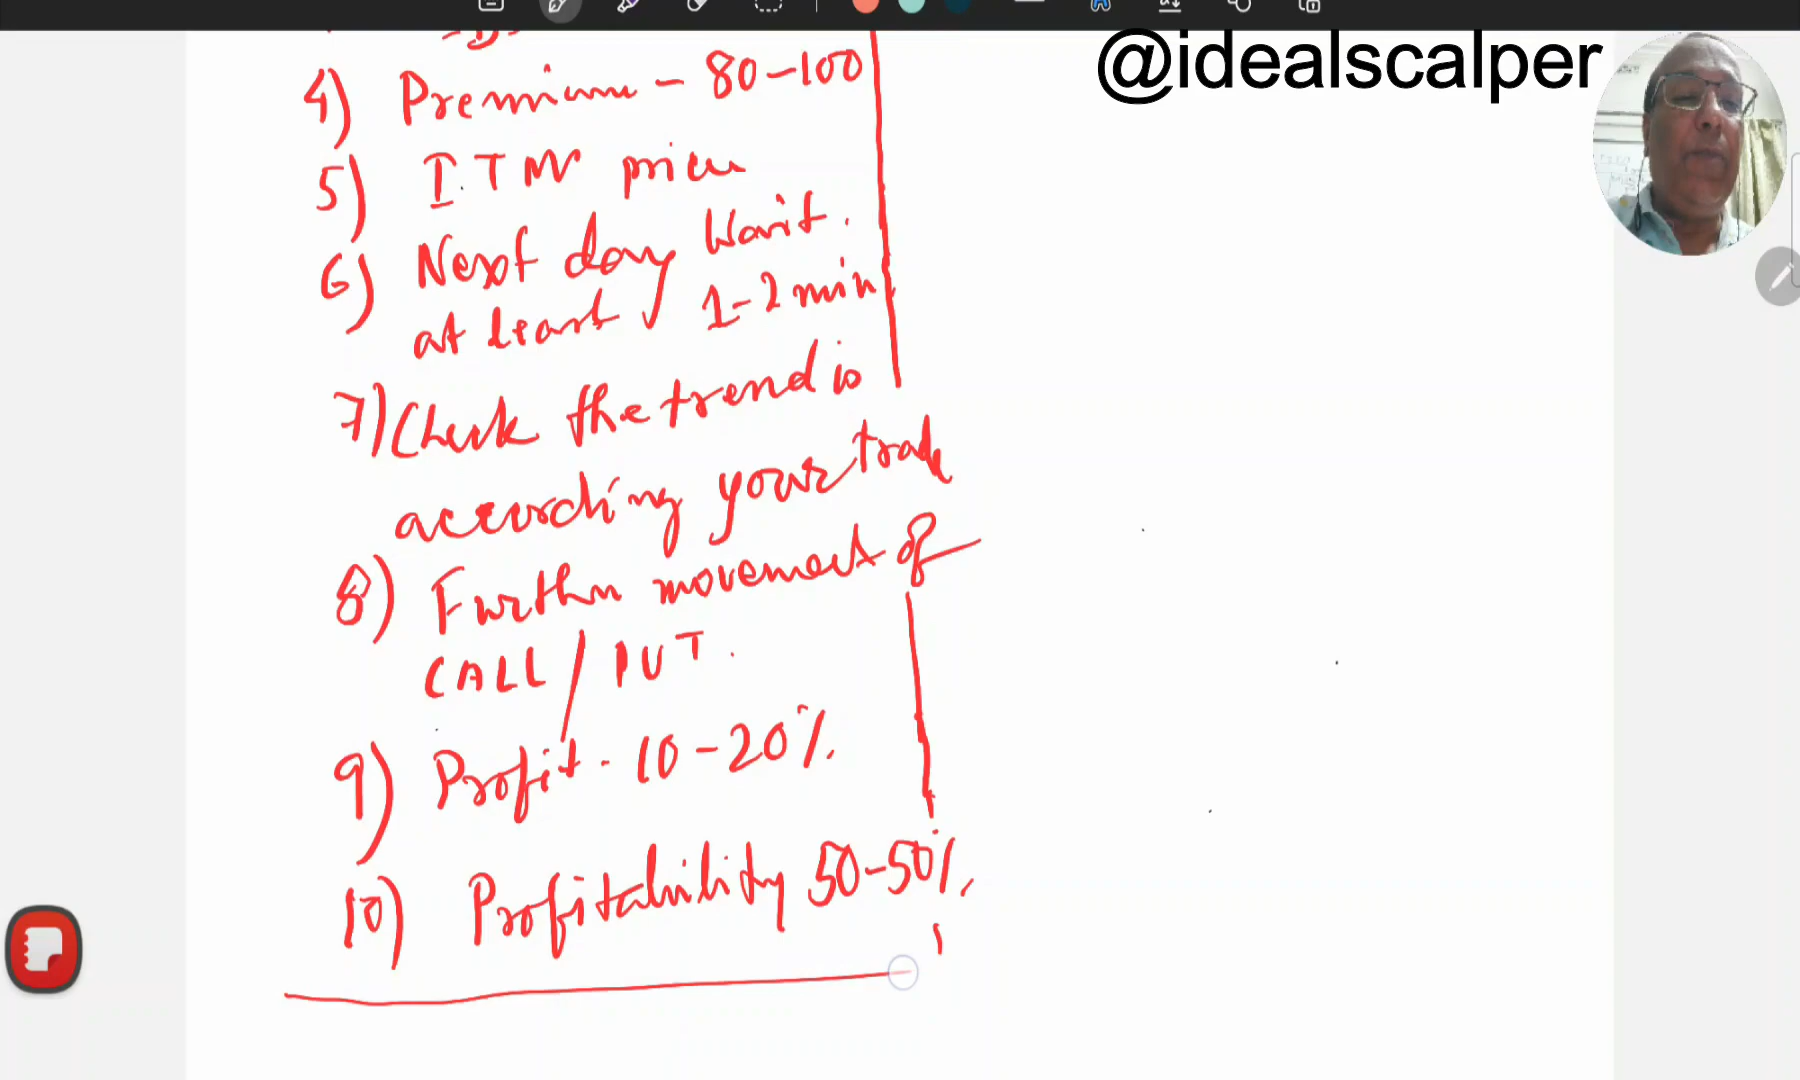 @idealscalper
4) Premium - 80-100
5) ITM price
6) Next day Wait.
at least 1-2 min
7) Check the trend is
according your trade
8) Further movement of
CALL / PUT.
9) Profit - 10-20%.
10) Profitability 50-50%.